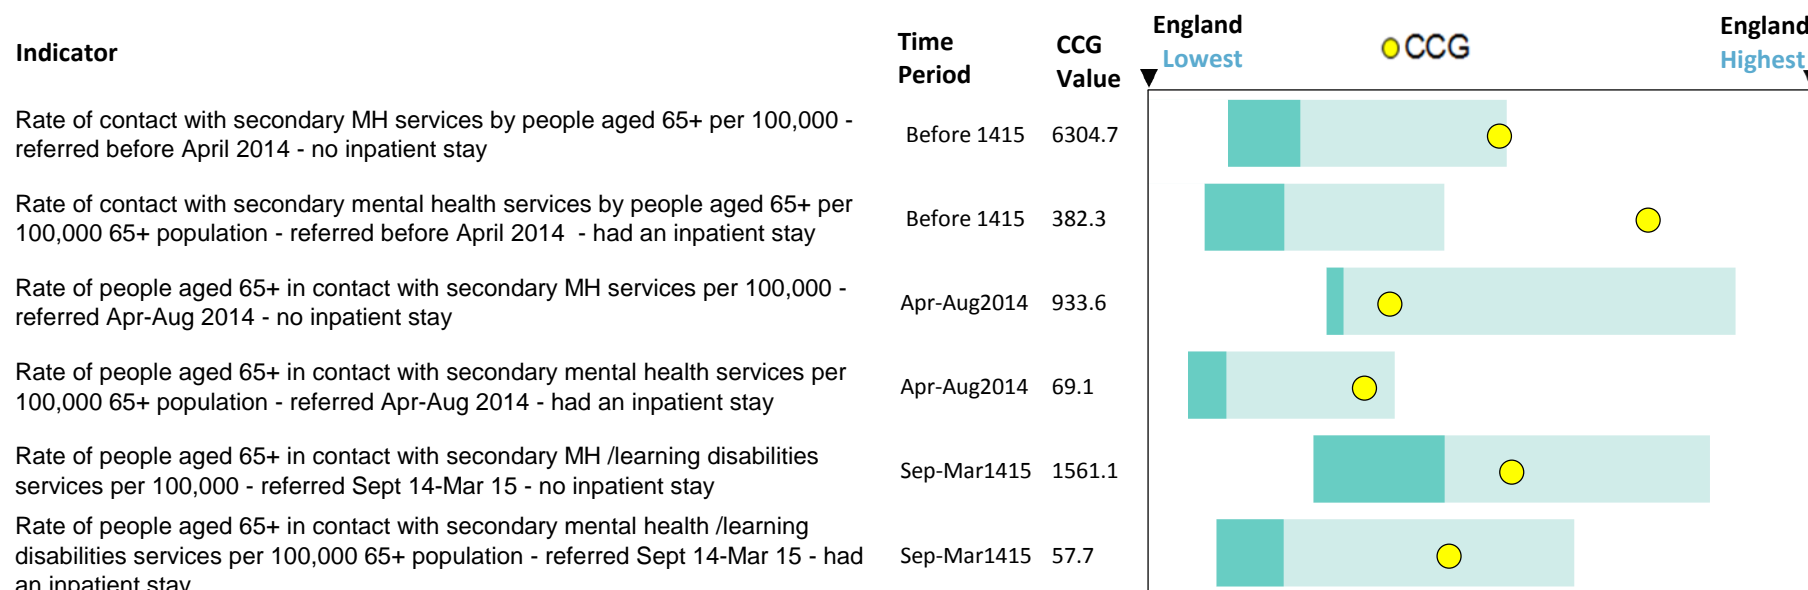 Indicator
Time Period
CCG Value
England Lowest
CCG
England Highest
Rate of contact with secondary MH services by people aged 65+ per 100,000 -
referred before April 2014 - no inpatient stay
Before 1415
6304.7
Rate of contact with secondary mental health services by people aged 65+ per
100,000 65+ population - referred before April 2014  - had an inpatient stay
Before 1415
382.3
Rate of people aged 65+ in contact with secondary MH services per 100,000 -
referred Apr-Aug 2014 - no inpatient stay
Apr-Aug2014
933.6
Rate of people aged 65+ in contact with secondary mental health services per
100,000 65+ population - referred Apr-Aug 2014 - had an inpatient stay
Apr-Aug2014
69.1
Rate of people aged 65+ in contact with secondary MH /learning disabilities
services per 100,000 - referred Sept 14-Mar 15 - no inpatient stay
Sep-Mar1415
1561.1
Rate of people aged 65+ in contact with secondary mental health /learning
disabilities services per 100,000 65+ population - referred Sept 14-Mar 15 - had
an inpatient stay
Sep-Mar1415
57.7